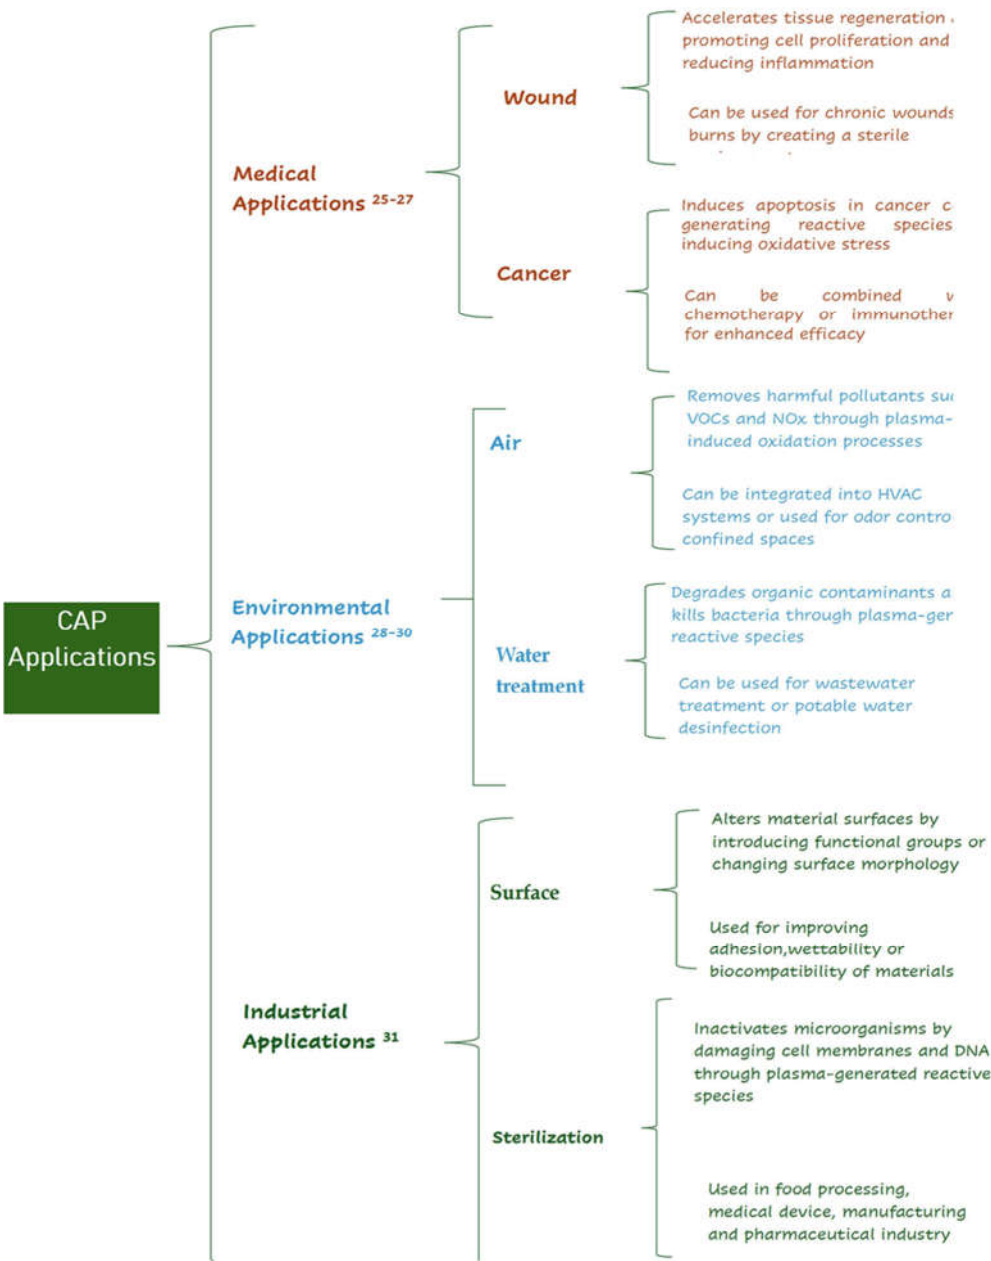 CAP
Applications
Medical
Applications 25-27
Wound
Accelerates tissue regeneration
promoting cell proliferation and
reducing inflammation
Can be used for chronic wounds
burns by creating a sterile
Cancer
Induces apoptosis in cancer c
generating reactive species
inducing oxidative stress
Can be combined
chemotherapy or immunother
for enhanced efficacy
Environmental
Applications 28-30
Air
Removes harmful pollutants su
VOCs and NOx through plasma-
induced oxidation processes
Can be integrated into HVAC
systems or used for odor contro
confined spaces
Water
treatment
Degrades organic contaminants a
kills bacteria through plasma-ger
reactive species
Can be used for wastewater
treatment or potable water
desinfection
Industrial
Applications 31
Surface
Alters material surfaces by
introducing functional groups or
changing surface morphology
Used for improving
adhesion,wettability or
biocompatibility of materials
Sterilization
Inactivates microorganisms by
damaging cell membranes and DNA
through plasma-generated reactive
species
Used in food processing,
medical device, manufacturing
and pharmaceutical industry